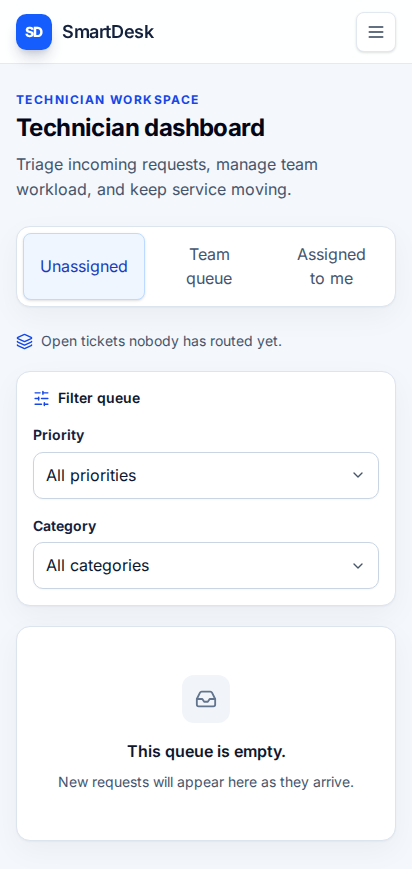 SD SmartDesk
TECHNICIAN WORKSPACE
Technician dashboard
Triage incoming requests, manage team
workload, and keep service moving.
Unassigned
Team
queue
Assigned
to me
Open tickets nobody has routed yet.
Filter queue
Priority
All priorities
Category
All categories
This queue is empty.
New requests will appear here as they arrive.